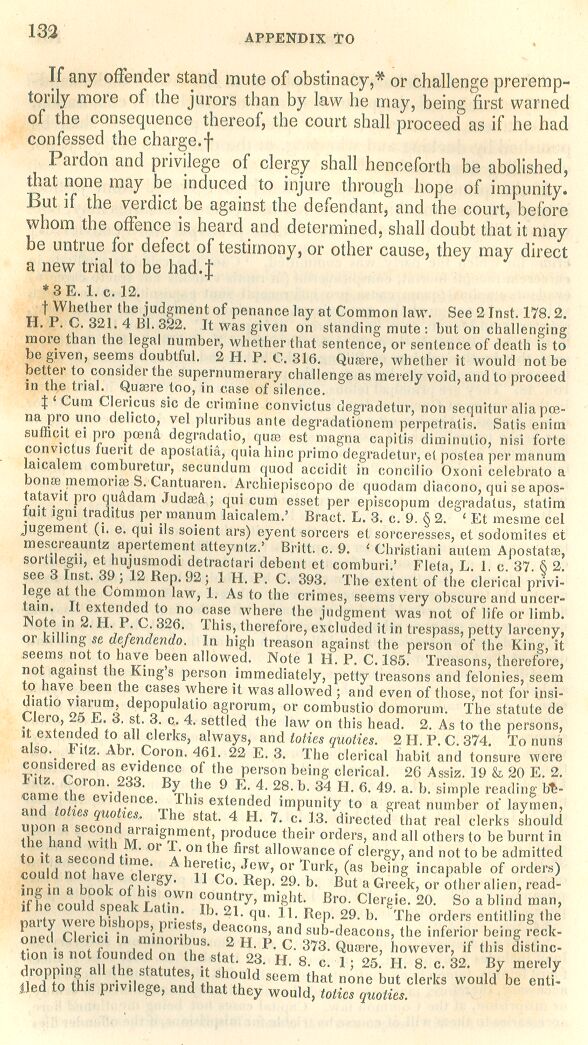 132
APPENDIX TO
If any offender stand mute of obstinacy,* or challenge preremp-
torily more of the jurors than by law he may, being first warned
of the consequence thereof, the court shall proceed as if he had
confessed the charge.†
Pardon and privilege of clergy shall henceforth be abolished,
that none may be induced to injure through hope of impunity.
But if the verdict be against the defendant, and the court, before
whom the offence is heard and determined, shall doubt that it may
be untrue for defect of testimony, or other cause, they may direct
a new trial to be had.‡
* 3 E. 1. c. 12.
† Whether the judgment of penance lay at Common law. See 2 Inst. 178. 2.
H. P. C. 321. 4 Bl. 322. It was given on standing mute : but on challenging
more than the legal number, whether that sentence, or sentence of death is to
be given, seems doubtful. 2 H. P. C. 316. Quære, whether it would not be
better to consider the supernumerary challenge as merely void, and to proceed
in the trial. Quære too, in case of silence.
‡ ‘ Cum Clericus sic de crimine convictus degradetur, non sequitur alia pœ-
na pro uno delicto, vel pluribus ante degradationem perpetratis. Satis enim
sufficit ei pro pœnâ degradatio, quæ est magna capitis diminutio, nisi forte
convictus fuerit de apostatiâ, quia hinc primo degradetur, et postea per manum
laicalem comburetur, secundum quod accidit in concilio Oxoni celebrato a
bonæ memoriæ S. Cantuaren. Archiepiscopo de quodam diacono, qui se apos-
tatavit pro quâdam Judæâ ; qui cum esset per episcopum degradatus, statim
fuit igni traditus per manum laicalem.’ Bract. L. 3. c. 9. § 2. ‘ Et mesme cel
jugement (i. e. qui ils soient ars) eyent sorcers et sorceresses, et sodomites et
mescreauntz apertement atteyntz.’ Britt. c. 9. ‘ Christiani autem Apostatæ,
sortilegii, et hujusmodi detractari debent et comburi.’ Fleta, L. 1. c. 37. § 2.
see 3 Inst. 39 ; 12 Rep. 92 ; 1 H. P. C. 393. The extent of the clerical privi-
lege at the Common law, 1. As to the crimes, seems very obscure and uncer-
tain. It extended to no case where the judgment was not of life or limb.
Note in 2. H. P. C. 326. This, therefore, excluded it in trespass, petty larceny,
or killing se defendendo. In high treason against the person of the King, it
seems not to have been allowed. Note 1 H. P. C. 185. Treasons, therefore,
not against the King's person immediately, petty treasons and felonies, seem
to have been the cases where it was allowed ; and even of those, not for insi-
diatio viarum, depopulatio agrorum, or combustio domorum. The statute de
Clero, 25 E. 3. st. 3. c. 4. settled the law on this head. 2. As to the persons,
it extended to all clerks, always, and toties quoties. 2 H. P. C. 374. To nuns
also. Fitz. Abr. Coron. 461. 22 E. 3. The clerical habit and tonsure were
considered as evidence of the person being clerical. 26 Assiz. 19 & 20 E. 2.
Fitz. Coron. 233. By the 9 E. 4. 28. b. 34 H. 6. 49. a. b. simple reading be-
came the evidence. This extended impunity to a great number of laymen,
and toties quoties. The stat. 4 H. 7. c. 13. directed that real clerks should
upon a second arraignment, produce their orders, and all others to be burnt in
the hand with M. or T. on the first allowance of clergy, and not to be admitted
to it a second time. A heretic, Jew, or Turk, (as being incapable of orders)
could not have clergy. 11 Co. Rep. 29. b. But a Greek, or other alien, read-
ing in a book of his own country, might. Bro. Clergie. 20. So a blind man,
if he could speak Latin. Ib. 21. qu. 11. Rep. 29. b. The orders entitling the
party were bishops, priests, deacons, and sub-deacons, the inferior being reck-
oned Clerici in minoribus. 2 H. P. C. 373. Quære, however, if this distinc-
tion is not founded on the stat. 23. H. 8. c. 1 ; 25. H. 8. c. 32. By merely
dropping all the statutes, it should seem that none but clerks would be enti-
tled to this privilege, and that they would, toties quoties.